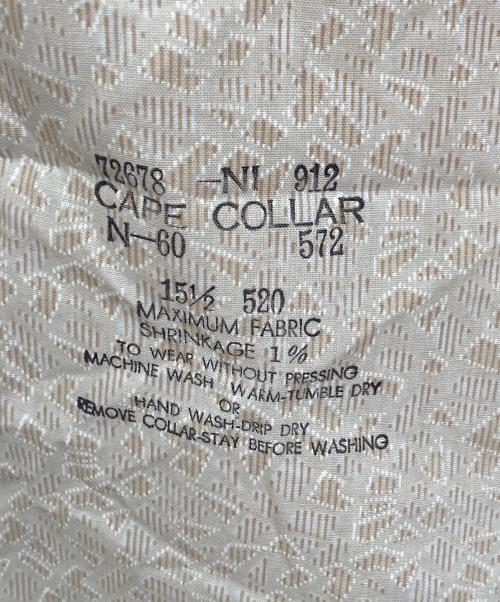 72678 -NI 912
CAPE COLLAR
N-60 572
15½ 520
MAXIMUM FABRIC
SHRINKAGE 1%
TO WEAR WITHOUT PRESSING
MACHINE WASH WARM-TUMBLE DRY
OR
HAND WASH-DRIP DRY
REMOVE COLLAR-STAY BEFORE WASHING